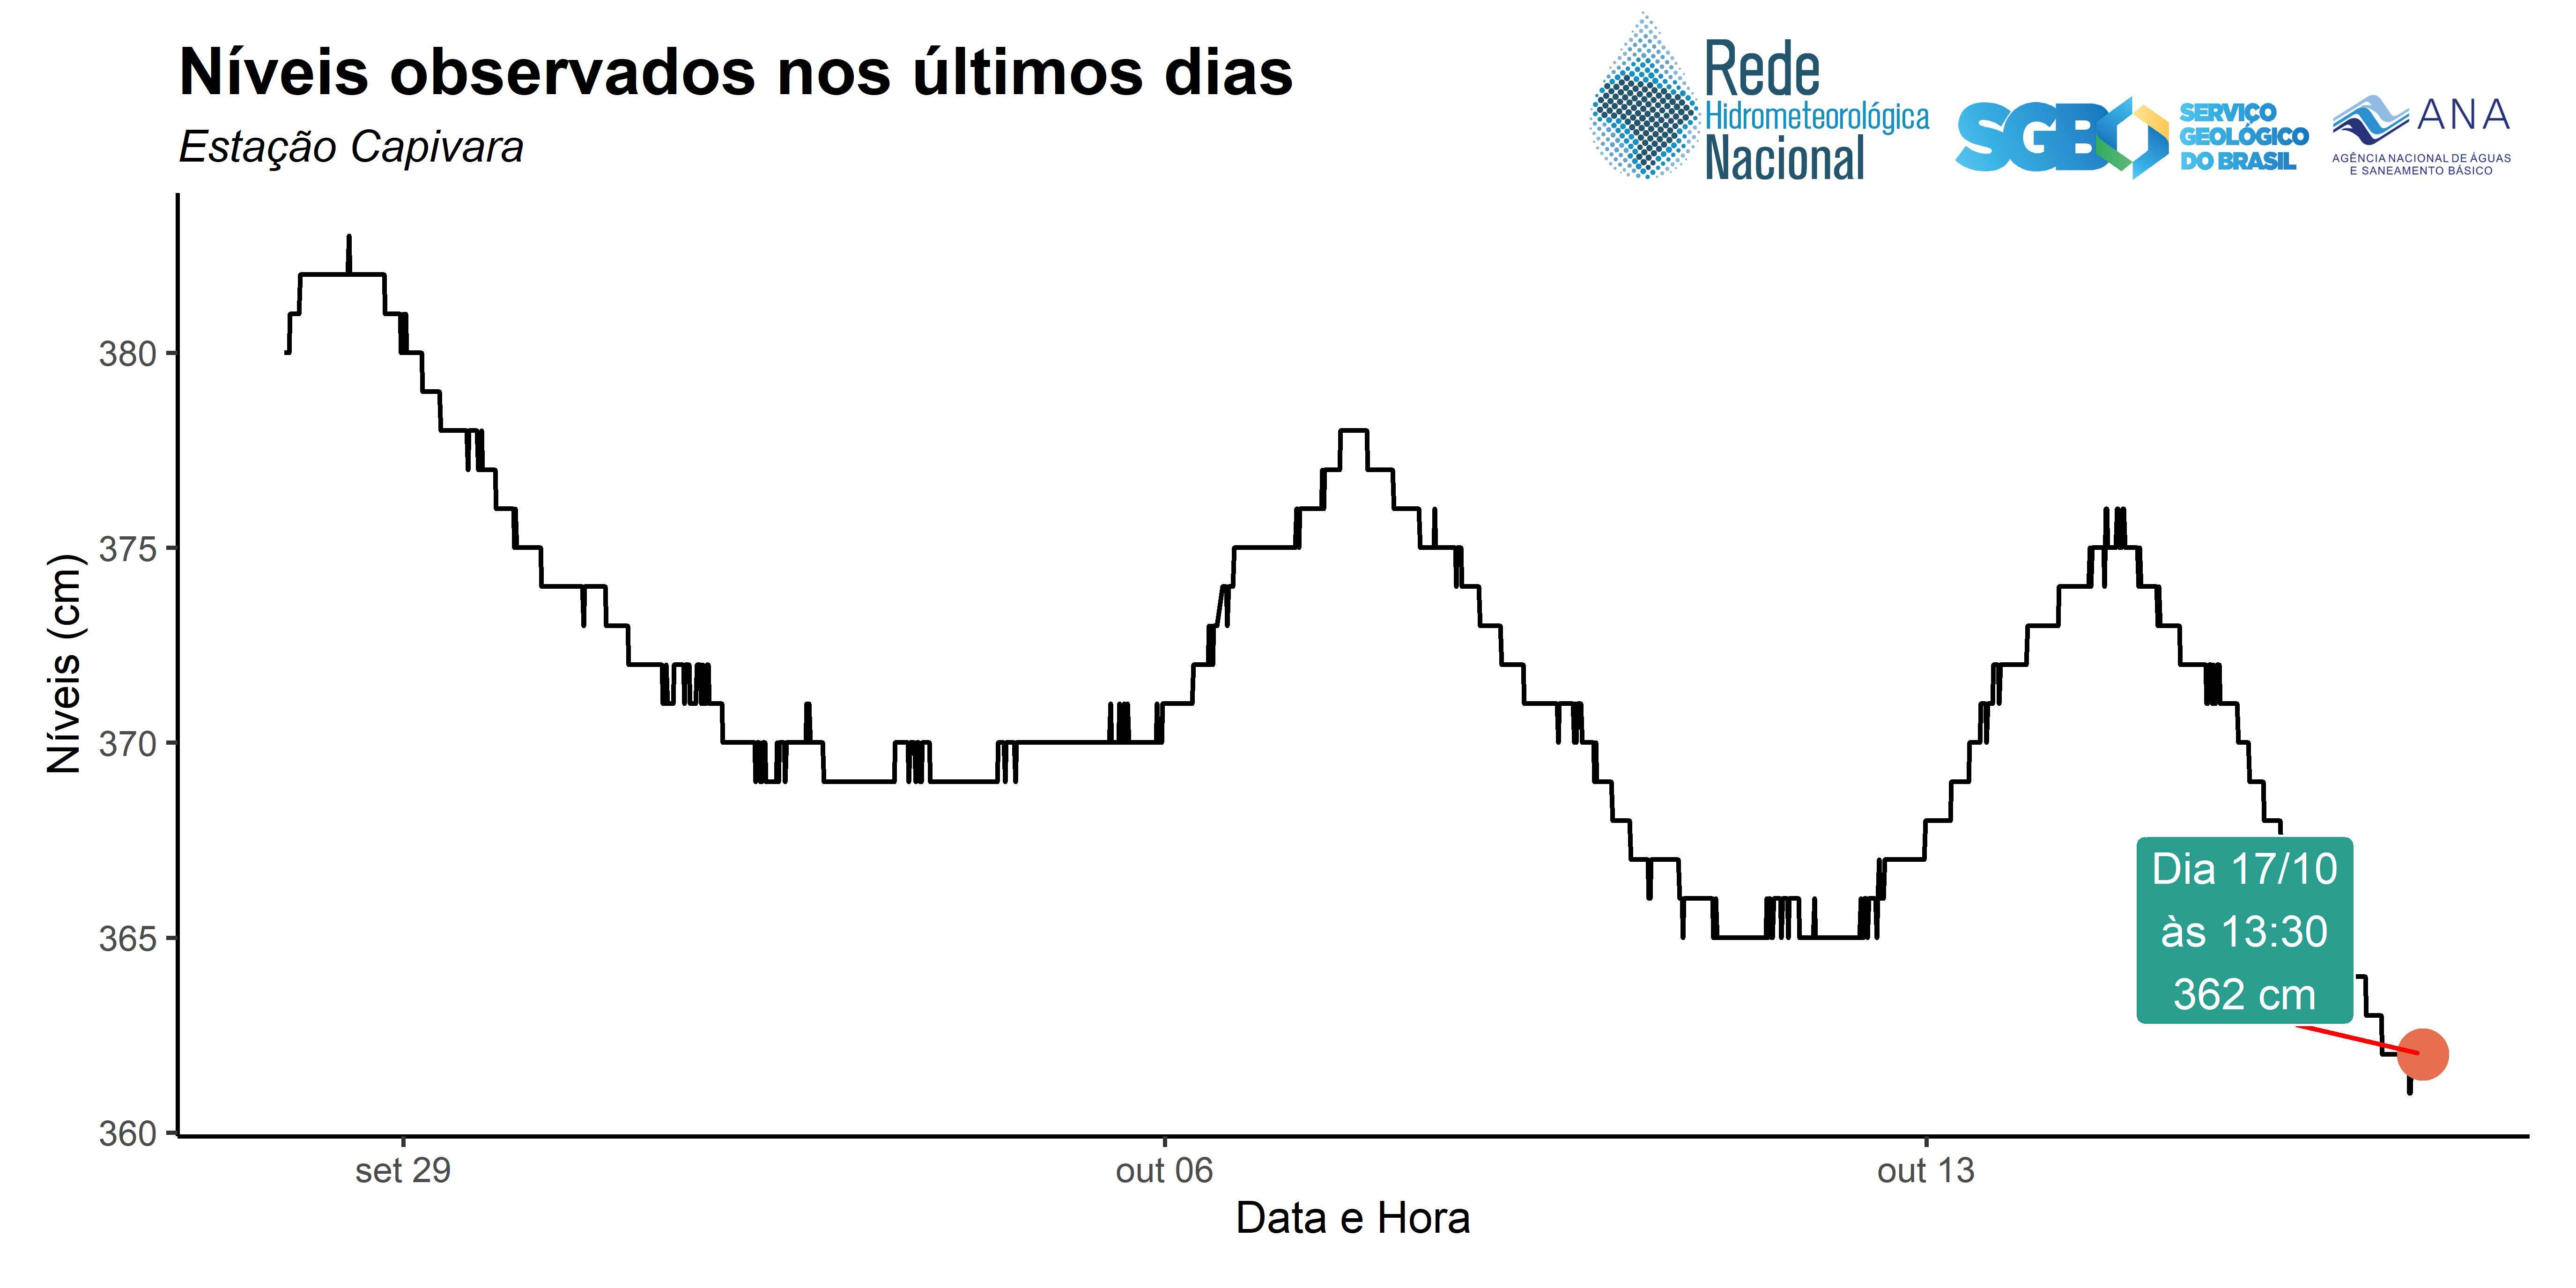 Níveis observados nos últimos dias
Estação Capivara
Rede
Hidrometeorológica
Nacional
SGB
SERVIÇO
GEOLÓGICO
DO BRASIL
ANA
AGÊNCIA NACIONAL DE ÁGUAS
E SANEAMENTO BÁSICO
Níveis (cm)
380
375
370
365
360
Dia 17/10
às 13:30
362 cm
set 29
out 06
out 13
Data e Hora